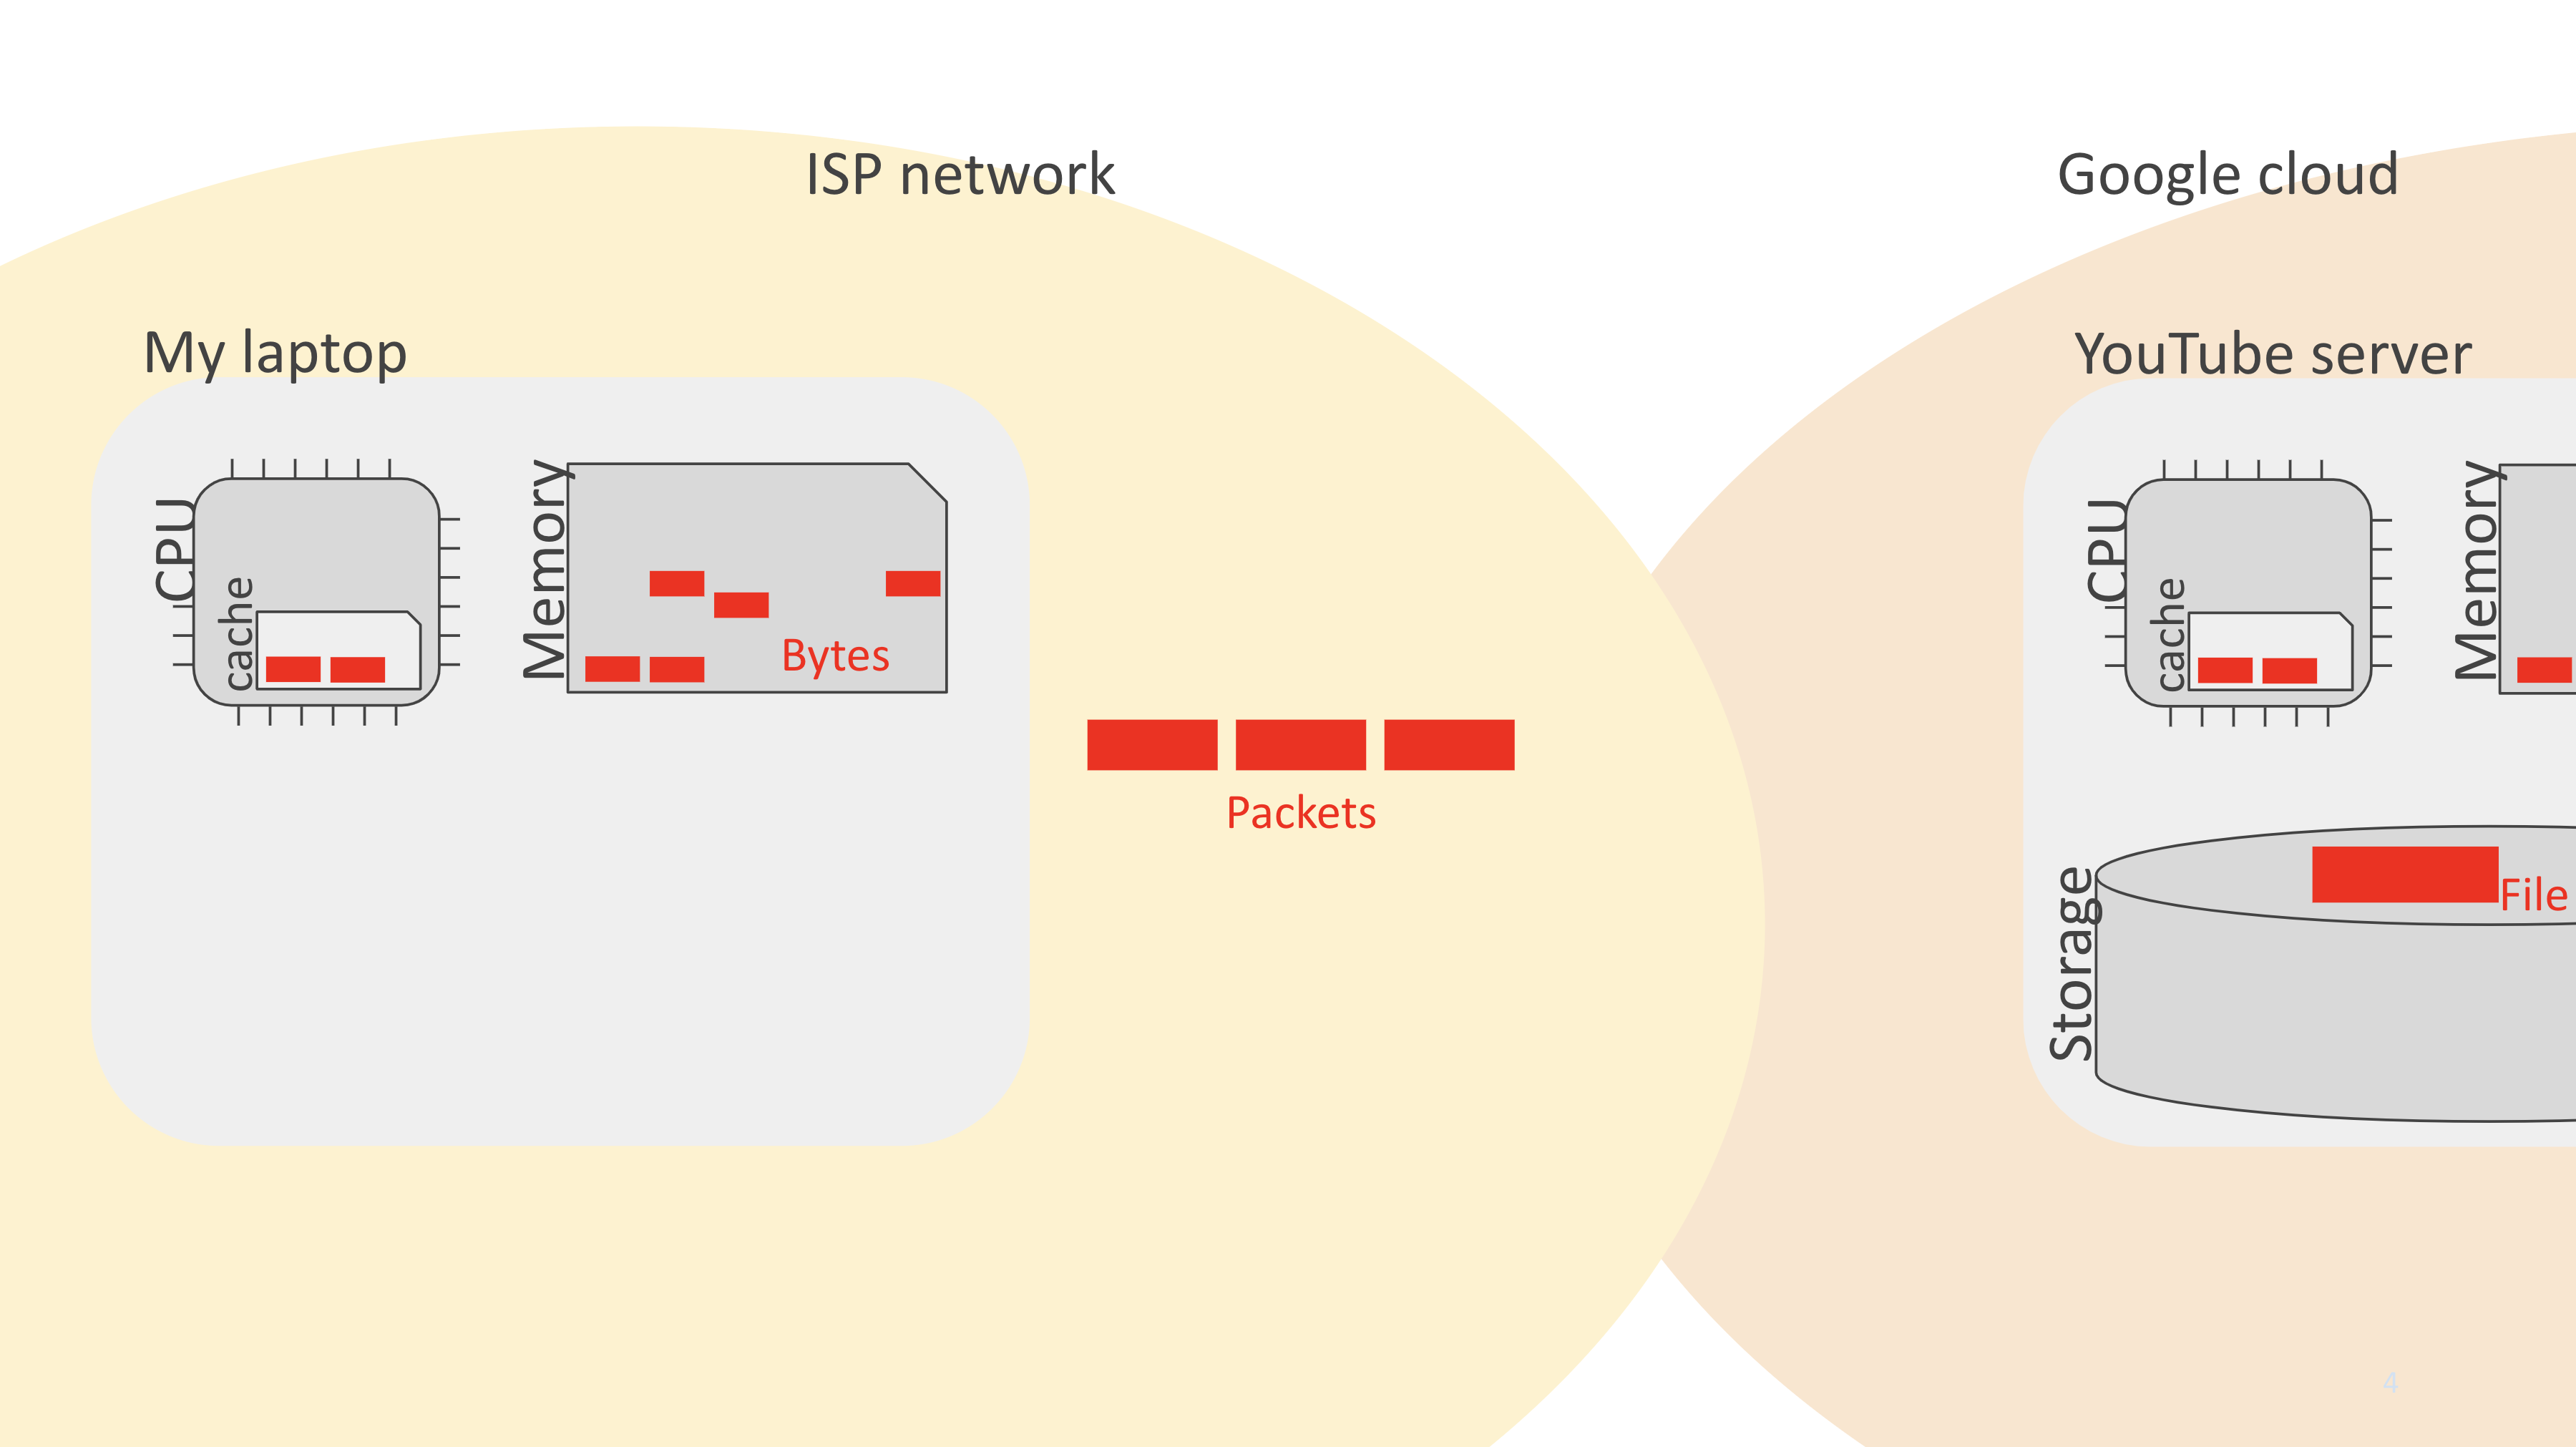 ISP network
Google cloud
My laptop
YouTube server
CPU
cache
Memory
Bytes
Packets
CPU
cache
Memory
Storage
File
4